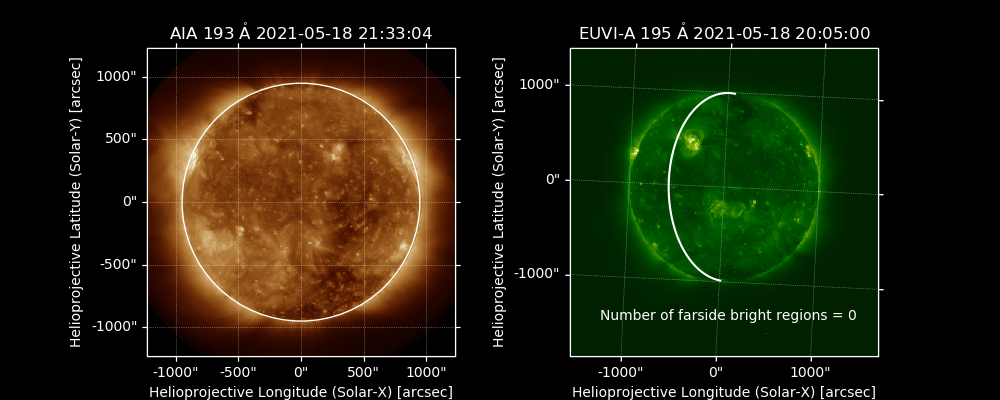 AIA 193 Å 2021-05-18 21:33:04
Helioprojective Latitude (Solar-Y) [arcsec]
1000"
500"
0"
-500"
-1000"
-1000" -500" 0" 500" 1000"
Helioprojective Longitude (Solar-X) [arcsec]
EUVI-A 195 Å 2021-05-18 20:05:00
Helioprojective Latitude (Solar-Y) [arcsec]
1000"
0"
-1000"
Number of farside bright regions = 0
-1000" 0" 1000"
Helioprojective Longitude (Solar-X) [arcsec]